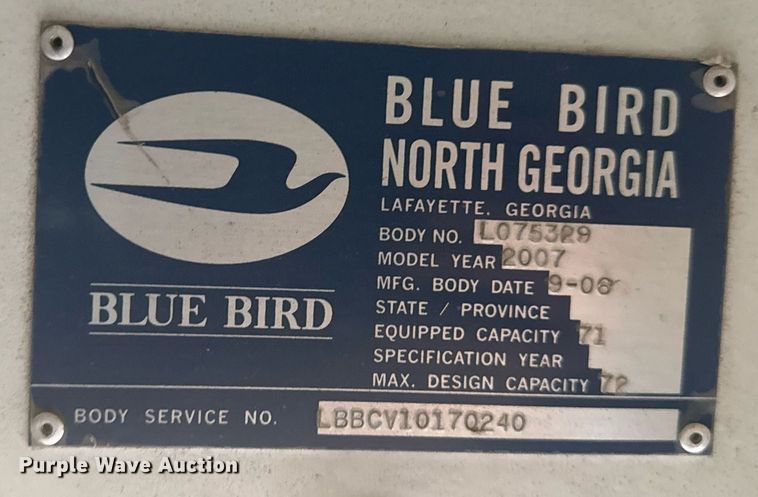 BLUE BIRD
NORTH GEORGIA
LAFAYETTE, GEORGIA
BODY NO. L075329
MODEL YEAR 2007
MFG. BODY DATE 9-06
STATE / PROVINCE
EQUIPPED CAPACITY 71
SPECIFICATION YEAR
MAX. DESIGN CAPACITY 72
BLUE BIRD
BODY SERVICE NO. LBBCV10170240
Purple Wave Auction